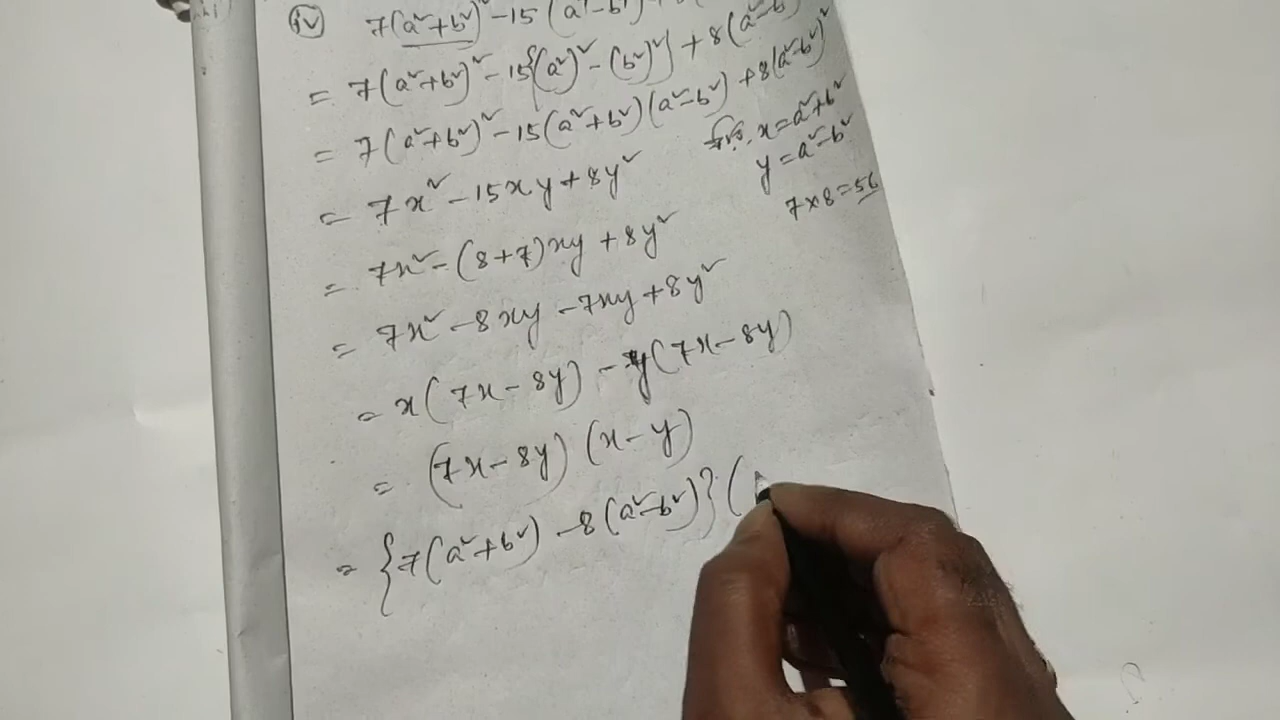 iv) 7(a²+b²)² - 15(a⁴-b⁴) + 8(
= 7(a²+b²)² - 15{(a²)² - (b²)²} + 8(a²-b²)
= 7(a²+b²)² - 15(a²+b²)(a²-b²) + 8(a²-b²)²
= 7x² - 15xy + 8y²
= 7x² - (8+7)xy + 8y²
= 7x² - 8xy - 7xy + 8y²
= x(7x - 8y) - y(7x - 8y)
= (7x - 8y) (x - y)
= {7(a²+b²) - 8(a²-b²)} (
x = a²+b²
y = a²-b²
7×8=56